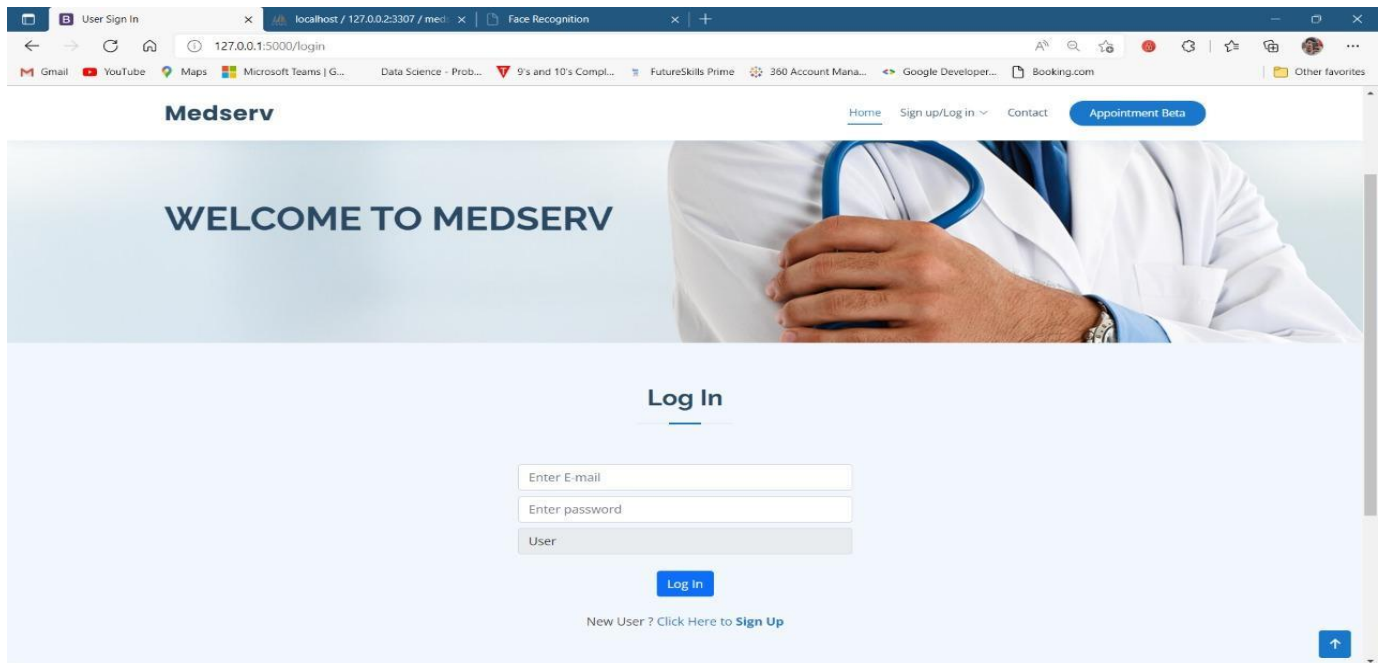 User Sign In
localhost / 127.0.0.2:3307 / med
Face Recognition
127.0.0.1:5000/login
Gmail YouTube Maps Microsoft Teams | G... Data Science - Prob... 9's and 10's Compl... FutureSkills Prime 360 Account Mana... Google Developer... Booking.com Other favorites
Medserv
Home Sign up/Log in Contact Appointment Beta
WELCOME TO MEDSERV
Log In
Enter E-mail
Enter password
User
Log In
New User ? Click Here to Sign Up